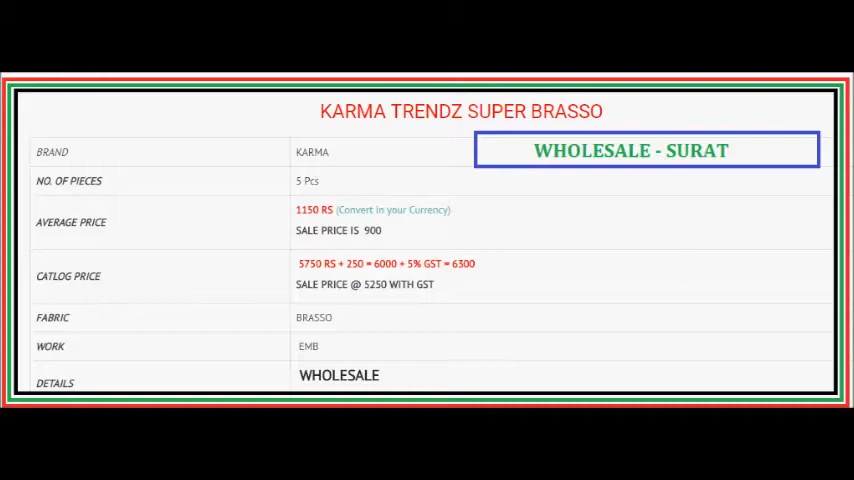 KARMA TRENDZ SUPER BRASSO
WHOLESALE - SURAT
BRAND KARMA
NO. OF PIECES 5 Pcs
AVERAGE PRICE 1150 RS (Convert in your Currency)
SALE PRICE IS 900
CATLOG PRICE 5750 RS + 250 = 6000 + 5% GST = 6300
SALE PRICE @ 5250 WITH GST
FABRIC BRASSO
WORK EMB
DETAILS WHOLESALE